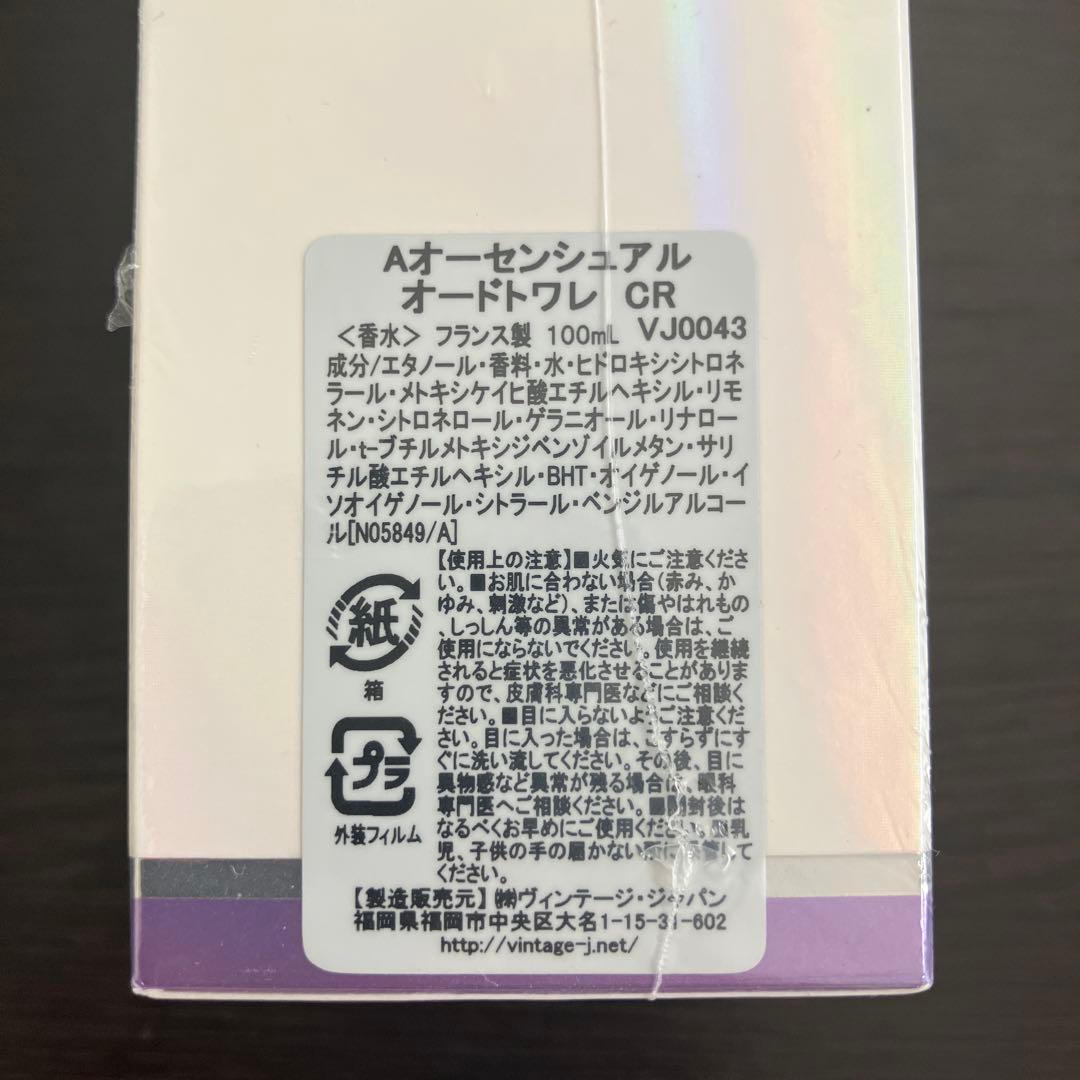 Aオーセンシュアル
オードトワレ CR
<香水> フランス製 100mL VJ0043
成分/エタノール・香料・水・ヒドロキシシトロネ
ラール・メトキシケイヒ酸エチルヘキシル・リモ
ネン・シトロネロール・ゲラニオール・リナロー
ル・t-ブチルメトキシジベンゾイルメタン・サリ
チル酸エチルヘキシル・BHT・オイゲノール・イ
ソオイゲノール・シトラール・ベンジルアルコー
ル[N05849/A]
【使用上の注意】■火気にご注意くださ
い。■お肌に合わない場合(赤み、か
ゆみ、刺激など)、または傷やはれもの
、しっしん等の異常がある場合は、ご
使用にならないでください。使用を継続
されると症状を悪化させることがありま
すので、皮膚科専門医などにご相談く
ださい。■目に入らないようご注意くだ
さい。目に入った場合は、こすらずにす
ぐに洗い流してください。その後、目に
異物感など異常が残る場合は、眼科
専門医へご相談ください。■開封後は
なるべくお早めにご使用ください。■乳
児、子供の手の届かない所に保管して
ください。
紙
箱
プラ
外装フィルム
【製造販売元】㈱ヴィンテージ・ジャパン
福岡県福岡市中央区大名1-15-31-602
http://vintage-j.net/